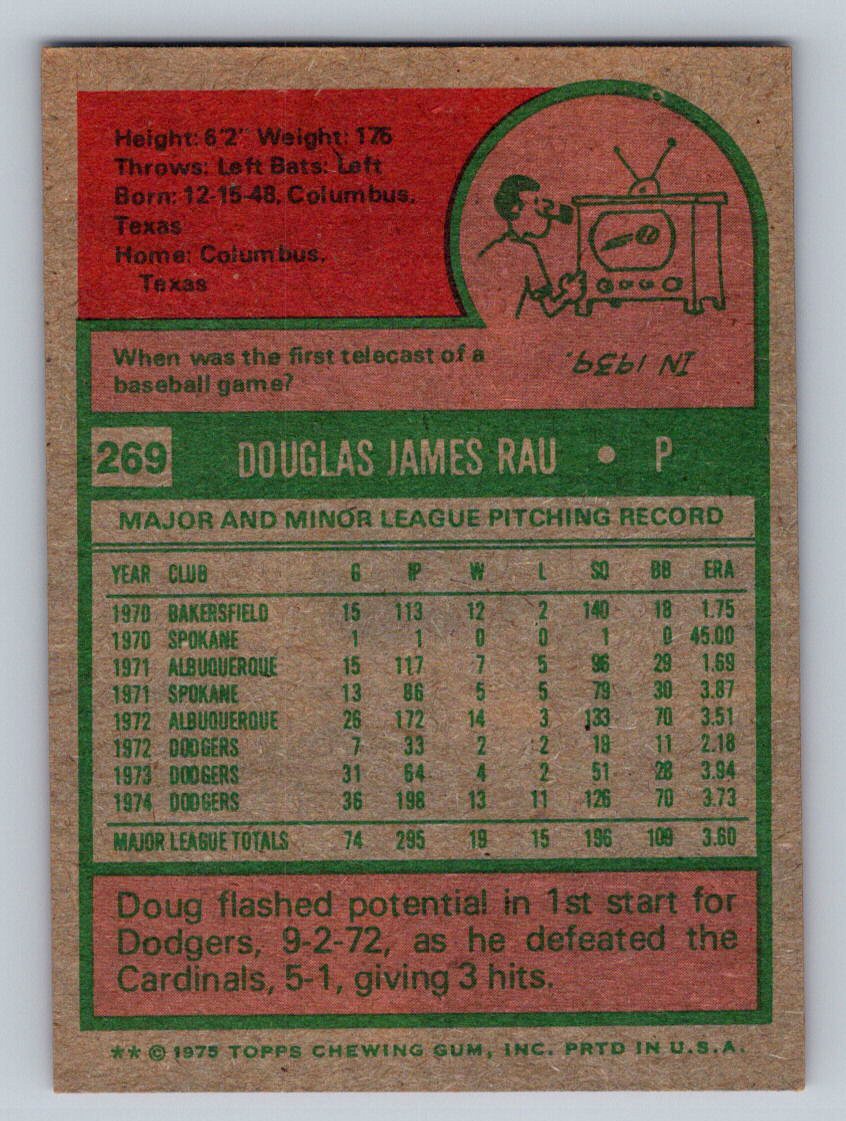 Height: 6'2" Weight: 175
Throws: Left Bats: Left
Born: 12-15-48, Columbus,
Texas
Home: Columbus,
Texas
When was the first telecast of a
baseball game?
IN 1939.
269 DOUGLAS JAMES RAU • P
MAJOR AND MINOR LEAGUE PITCHING RECORD
YEAR CLUB G IP W L SO BB ERA
1970 BAKERSFIELD 15 113 12 2 140 18 1.75
1970 SPOKANE 1 1 0 0 1 0 45.00
1971 ALBUQUERQUE 15 117 7 5 96 29 1.69
1971 SPOKANE 13 86 5 5 79 30 3.87
1972 ALBUQUERQUE 26 172 14 3 133 70 3.51
1972 DODGERS 7 33 2 2 19 11 2.18
1973 DODGERS 31 64 4 2 51 28 3.94
1974 DODGERS 36 198 13 11 126 70 3.73
MAJOR LEAGUE TOTALS 74 295 19 15 196 109 3.60
Doug flashed potential in 1st start for
Dodgers, 9-2-72, as he defeated the
Cardinals, 5-1, giving 3 hits.
** © 1975 TOPPS CHEWING GUM, INC. PRTD IN U.S.A.